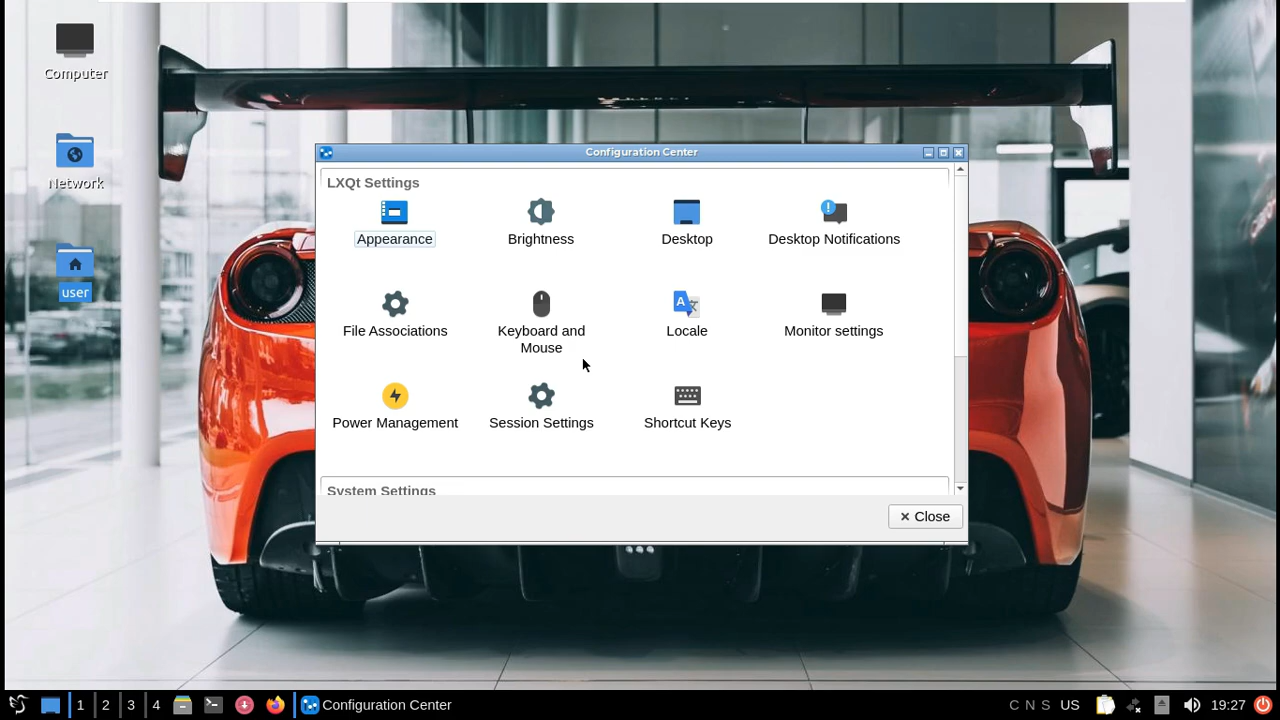 Computer
Network
user
Configuration Center
LXQt Settings
Appearance
Brightness
Desktop
Desktop Notifications
File Associations
Keyboard and
Mouse
Locale
Monitor settings
Power Management
Session Settings
Shortcut Keys
System Settings
Close
1
2
3
4
Configuration Center
C N S
US
19:27